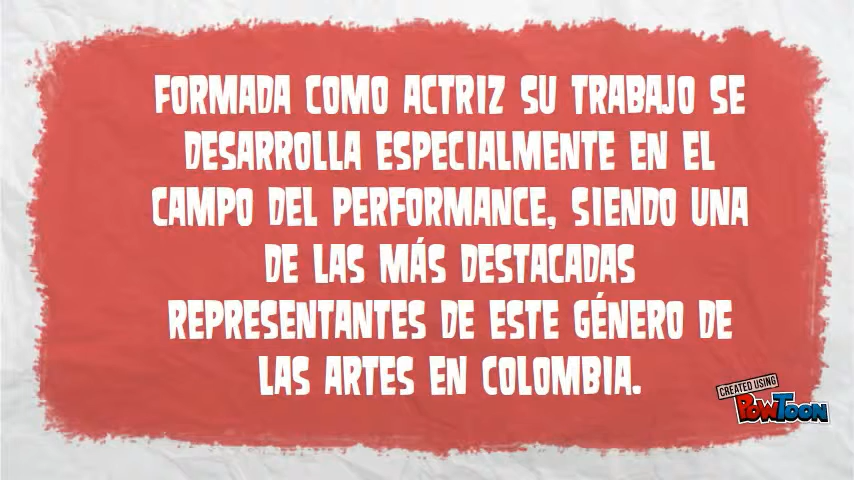 FORMADA COMO ACTRIZ SU TRABAJO SE
DESARROLLA ESPECIALMENTE EN EL
CAMPO DEL PERFORMANCE, SIENDO UNA
DE LAS MÁS DESTACADAS
REPRESENTANTES DE ESTE GÉNERO DE
LAS ARTES EN COLOMBIA.
CREATED USING
POWTOON